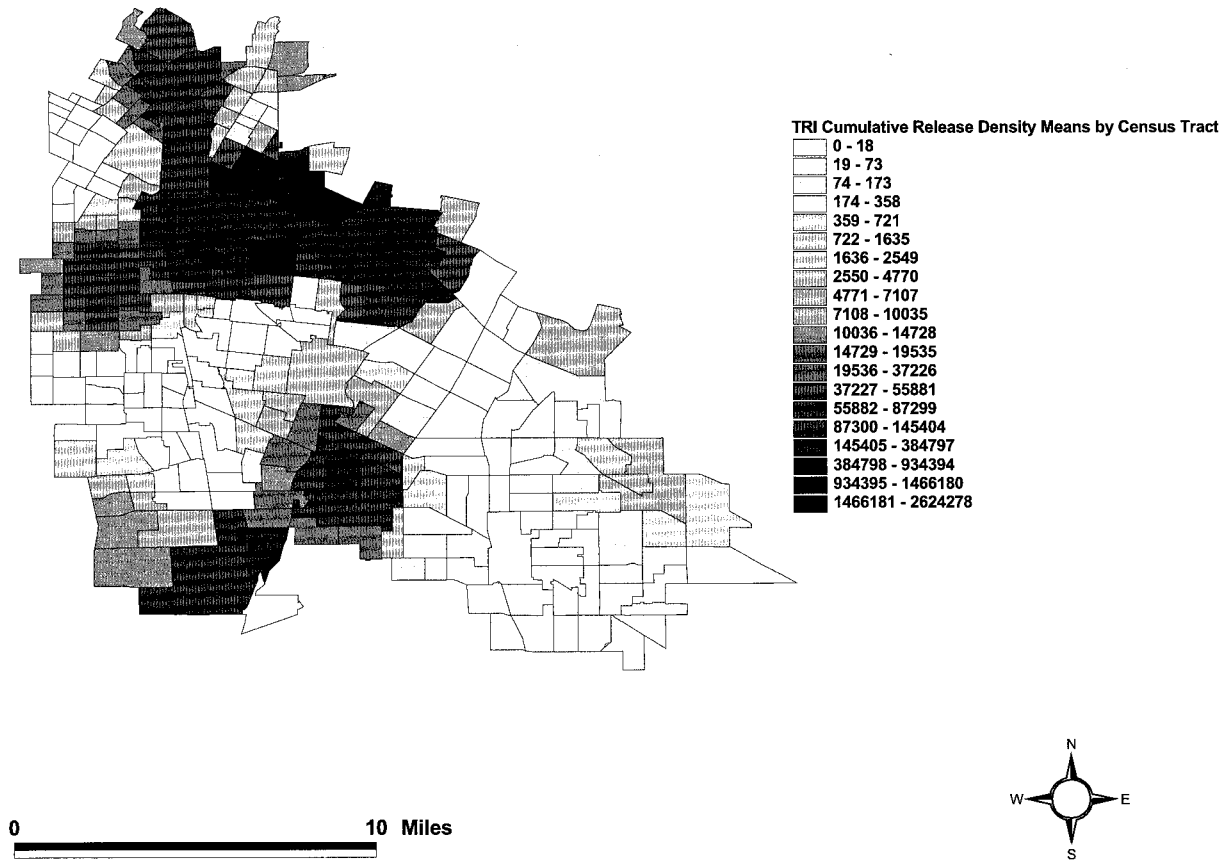 TRI Cumulative Release Density Means by Census Tract
0 - 18
19 - 73
74 - 173
174 - 358
359 - 721
722 - 1635
1636 - 2549
2550 - 4770
4771 - 7107
7108 - 10035
10036 - 14728
14729 - 19535
19536 - 37226
37227 - 55881
55882 - 87299
87300 - 145404
145405 - 384797
384798 - 934394
934395 - 1466180
1466181 - 2624278
N
W E
S
0 10 Miles